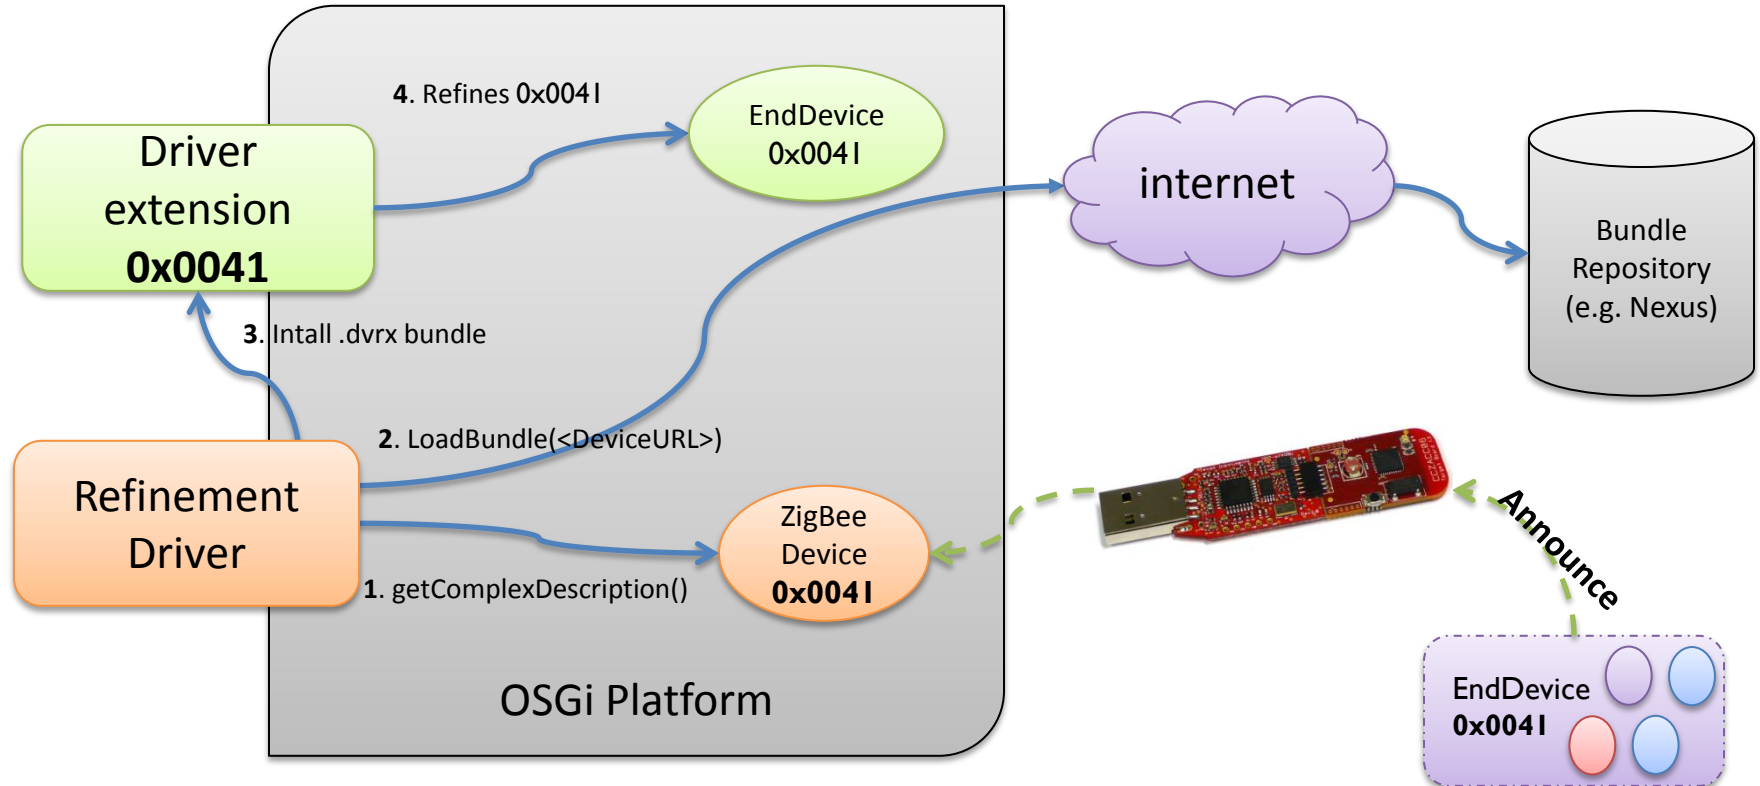 4. Refines 0x0041
EndDevice
0x0041
Driver
extension
0x0041
internet
Bundle
Repository
(e.g. Nexus)
3. Intall .dvrx bundle
2. LoadBundle(<DeviceURL>)
Refinement
Driver
ZigBee
Device
0x0041
1. getComplexDescription()
Announce
EndDevice
0x0041
OSGi Platform